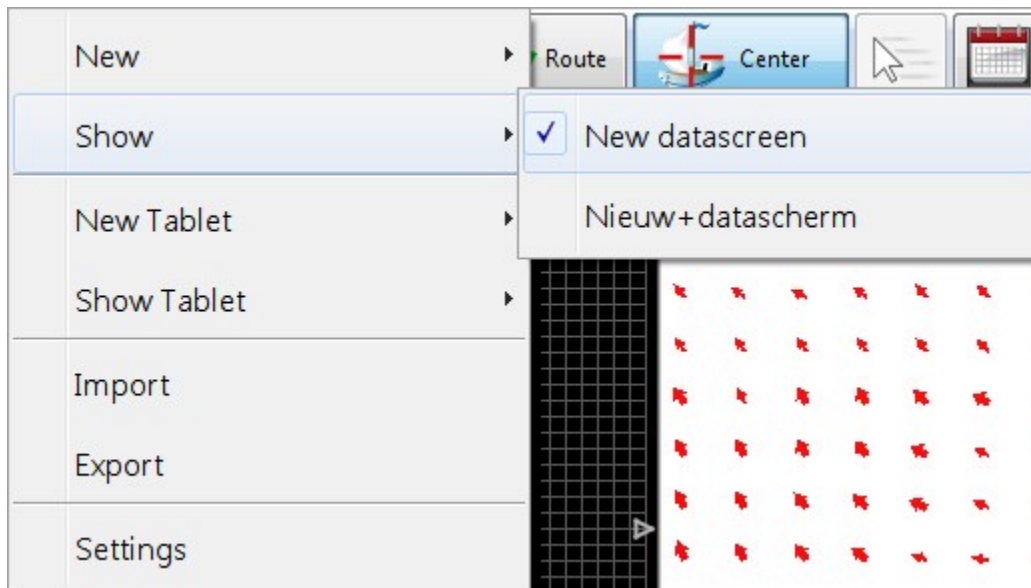 New
Route
Center
Show
New datascreen
Nieuw+datascherm
New Tablet
Show Tablet
Import
Export
Settings